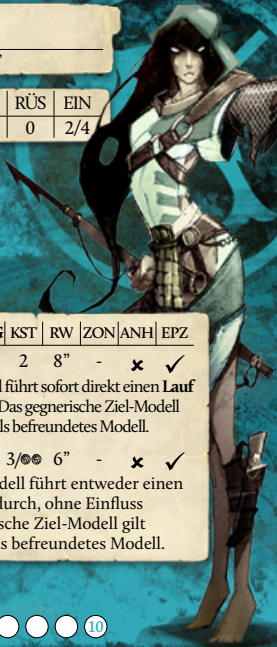 RÜS EIN
0 2/4
G KST RW ZON ANH EPZ
2 8” - ✘ ✓
l führt sofort direkt einen Lauf
Das gegnerische Ziel-Modell
ls befreundetes Modell.
3/ 6” - ✘ ✓
dell führt entweder einen
durch, ohne Einfluss
sche Ziel-Modell gilt
s befreundetes Modell.
10